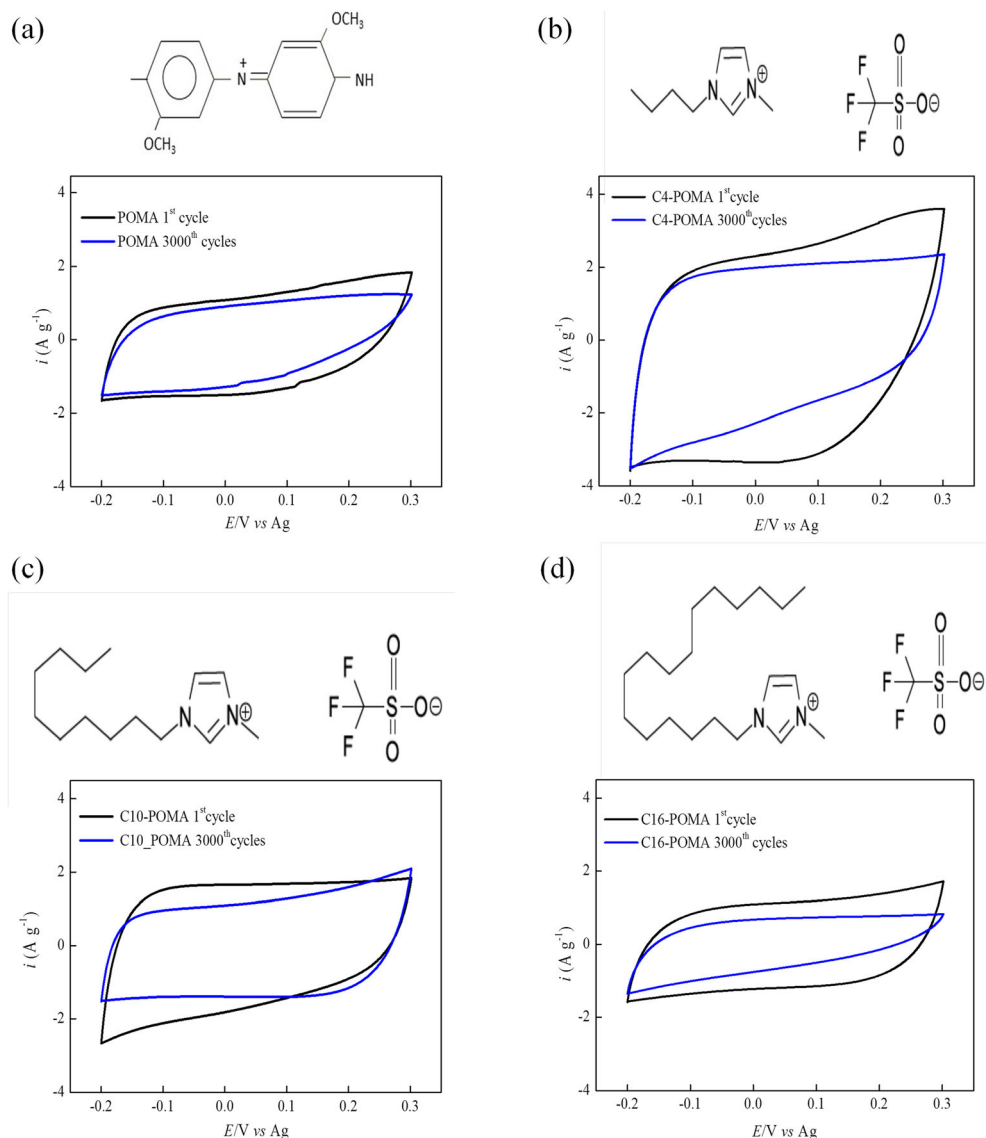 (a)
OCH₃
+
N
NH
OCH₃
4
2
0
-2
-4
POMA 1ˢᵗ cycle
POMA 3000ᵗʰ cycles
i (A g⁻¹)
-0.2 -0.1 0.0 0.1 0.2 0.3
E/V vs Ag
(b)
N N ⊕
F
F
F
S
O
O
O⊖
4
2
0
-2
-4
C4-POMA 1ˢᵗ cycle
C4-POMA 3000ᵗʰ cycles
i (A g⁻¹)
-0.2 -0.1 0.0 0.1 0.2 0.3
E/V vs Ag
(c)
N N ⊕
F
F
F
S
O
O
O⊖
4
2
0
-2
-4
C10-POMA 1ˢᵗ cycle
C10_POMA 3000ᵗʰ cycles
i (A g⁻¹)
-0.2 -0.1 0.0 0.1 0.2 0.3
E/V vs Ag
(d)
N N ⊕
F
F
F
S
O
O
O⊖
4
2
0
-2
-4
C16-POMA 1ˢᵗ cycle
C16-POMA 3000ᵗʰ cycles
i (A g⁻¹)
-0.2 -0.1 0.0 0.1 0.2 0.3
E/V vs Ag